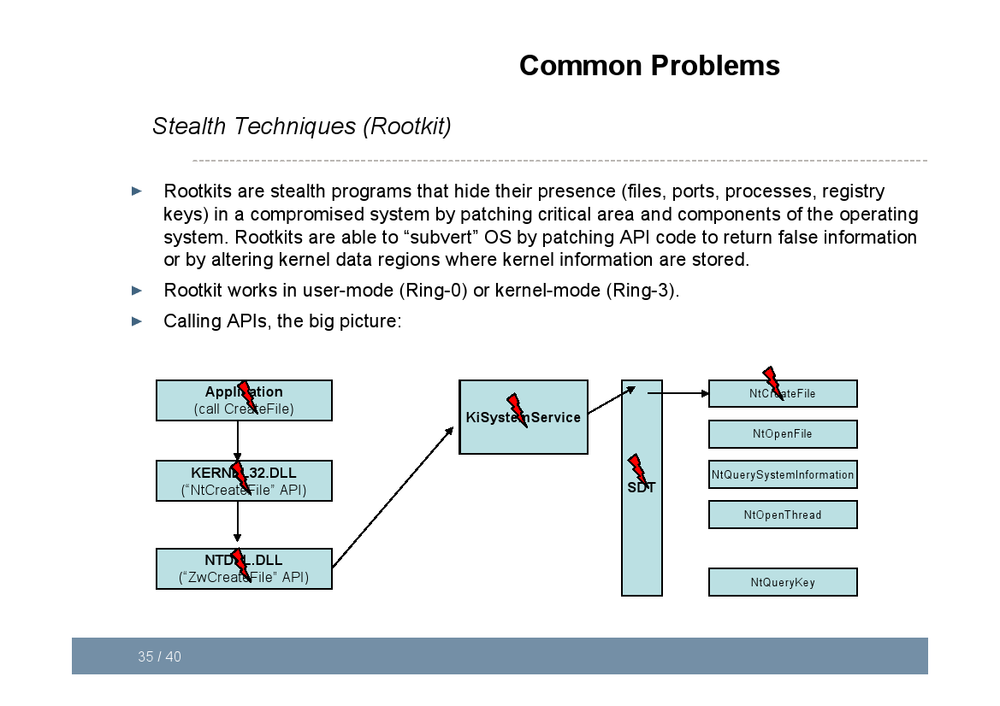 Common Problems
Stealth Techniques (Rootkit)
Rootkits are stealth programs that hide their presence (files, ports, processes, registry
keys) in a compromised system by patching critical area and components of the operating
system. Rootkits are able to “subvert” OS by patching API code to return false information
or by altering kernel data regions where kernel information are stored.
Rootkit works in user-mode (Ring-0) or kernel-mode (Ring-3).
Calling APIs, the big picture:
Application
(call CreateFile)
KERNEL32.DLL
(“NtCreateFile” API)
NTDLL.DLL
(“ZwCreateFile” API)
KiSystemService
SDT
NtCreateFile
NtOpenFile
NtQuerySystemInformation
NtOpenThread
NtQueryKey
35 / 40